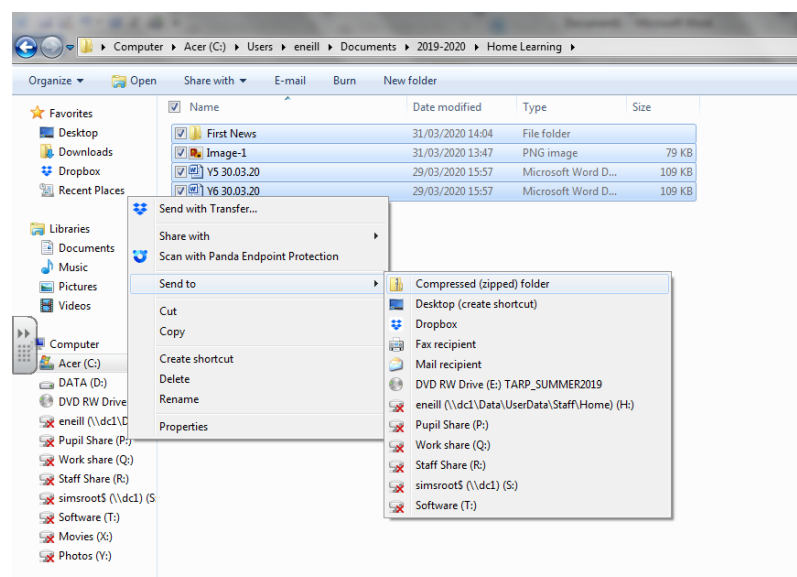 Document1 - Microsoft Word
Computer Acer (C:) Users eneill Documents 2019-2020 Home Learning
Organize Open Share with E-mail Burn New folder
Favorites
Desktop
Downloads
Dropbox
Recent Places
Libraries
Documents
Music
Pictures
Videos
Computer
Acer (C:)
DATA (D:)
DVD RW Drive
eneill (\\dc1\D
Pupil Share (P:)
Work share (Q:)
Staff Share (R:)
simsroot$ (\\dc1) (S
Software (T:)
Movies (X:)
Photos (Y:)
Name Date modified Type Size
First News 31/03/2020 14:04 File folder
Image-1 31/03/2020 13:47 PNG image 79 KB
Y5 30.03.20 29/03/2020 15:57 Microsoft Word D... 109 KB
Y6 30.03.20 29/03/2020 15:57 Microsoft Word D... 109 KB
Send with Transfer...
Share with
Scan with Panda Endpoint Protection
Send to
Cut
Copy
Create shortcut
Delete
Rename
Properties
Compressed (zipped) folder
Desktop (create shortcut)
Dropbox
Fax recipient
Mail recipient
DVD RW Drive (E:) TARP_SUMMER2019
eneill (\\dc1\Data\UserData\Staff\Home) (H:)
Pupil Share (P:)
Work share (Q:)
Staff Share (R:)
simsroot$ (\\dc1) (S:)
Software (T:)